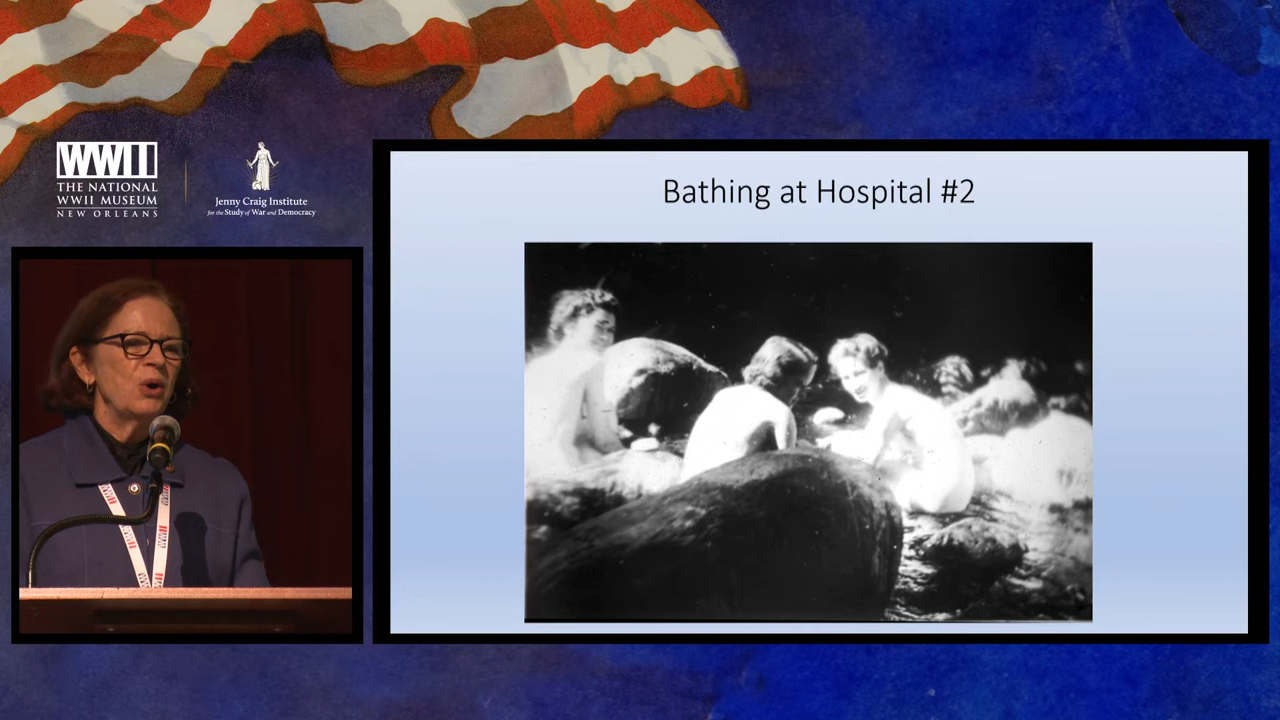 WWII
THE NATIONAL
WWII MUSEUM
NEW ORLEANS
Jenny Craig Institute
for the Study of War and Democracy
Bathing at Hospital #2